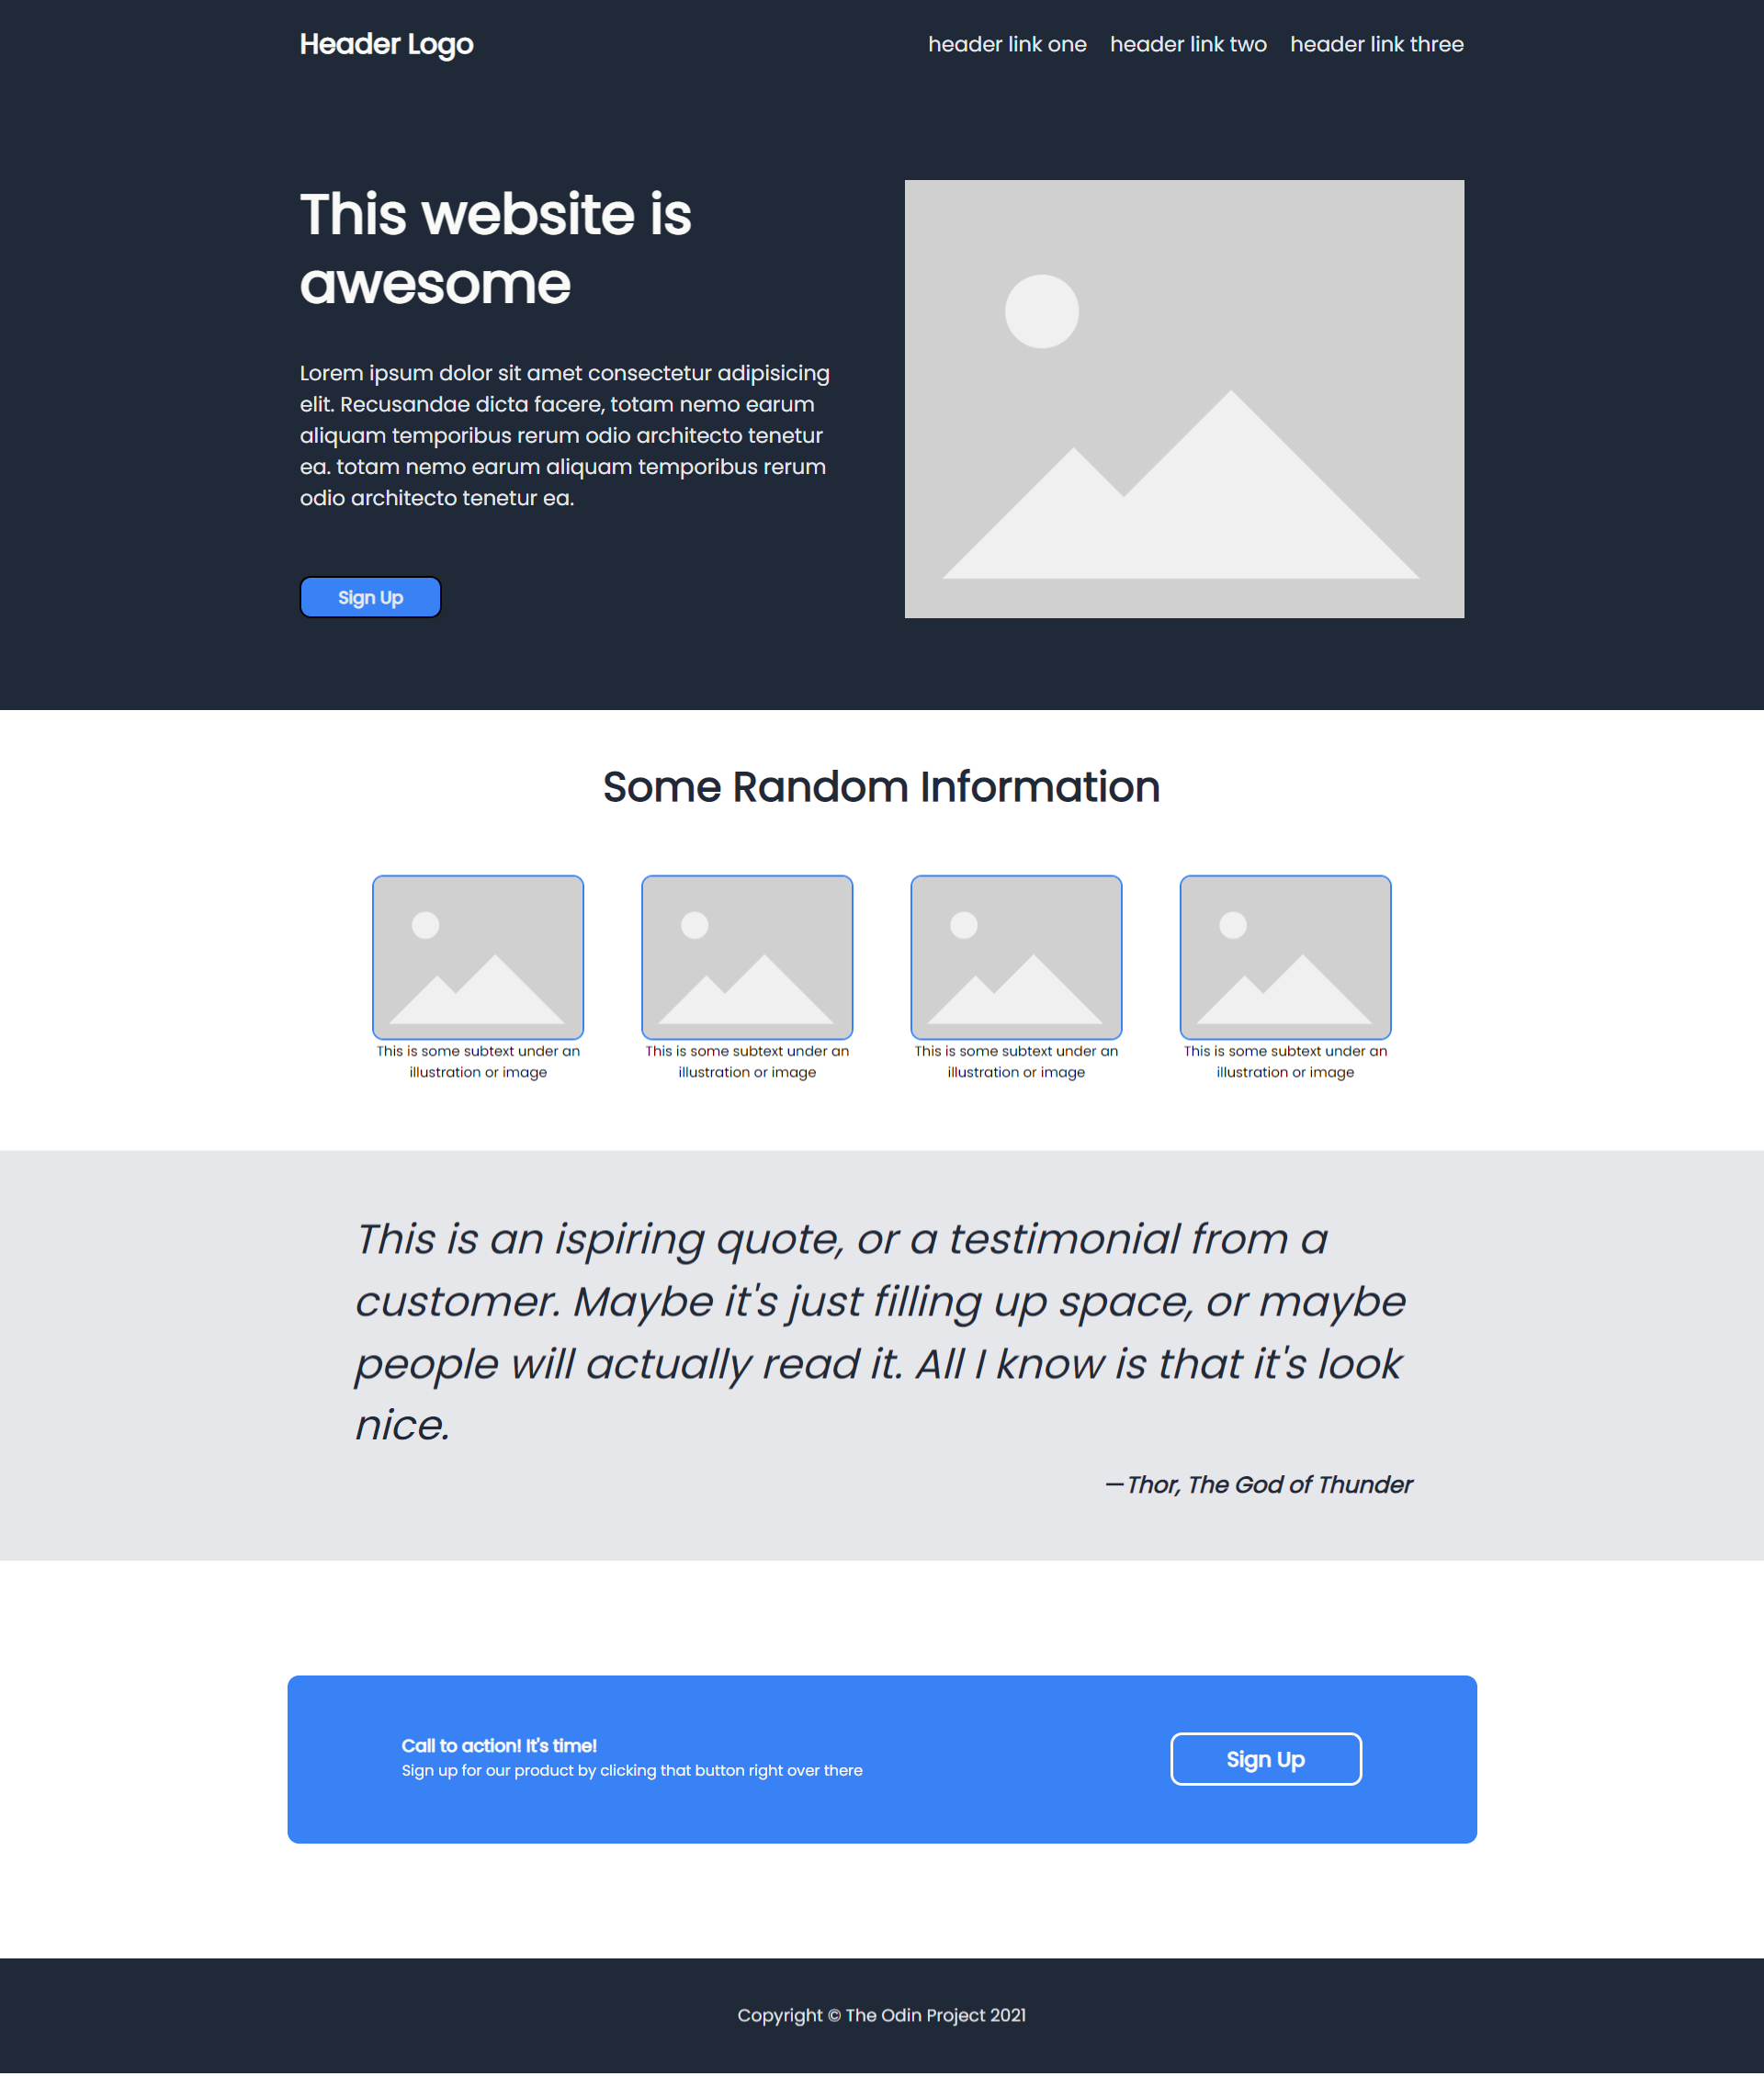 Header Logo
header link one header link two header link three
This website is
awesome
Lorem ipsum dolor sit amet consectetur adipisicing
elit. Recusandae dicta facere, totam nemo earum
aliquam temporibus rerum odio architecto tenetur
ea. totam nemo earum aliquam temporibus rerum
odio architecto tenetur ea.
Sign Up
Some Random Information
This is some subtext under an
illustration or image
This is some subtext under an
illustration or image
This is some subtext under an
illustration or image
This is some subtext under an
illustration or image
This is an ispiring quote, or a testimonial from a
customer. Maybe it's just filling up space, or maybe
people will actually read it. All I know is that it's look
nice.
—Thor, The God of Thunder
Call to action! It's time!
Sign up for our product by clicking that button right over there
Sign Up
Copyright © The Odin Project 2021